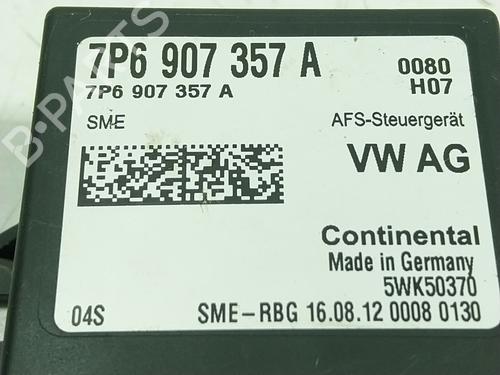 7P6 907 357 A
7P6 907 357 A
0080
H07
SME
AFS-Steuergerät
VW AG
Continental
Made in Germany
5WK50370
04S
SME-RBG 16.08.12 0008 0130
B-PARTS